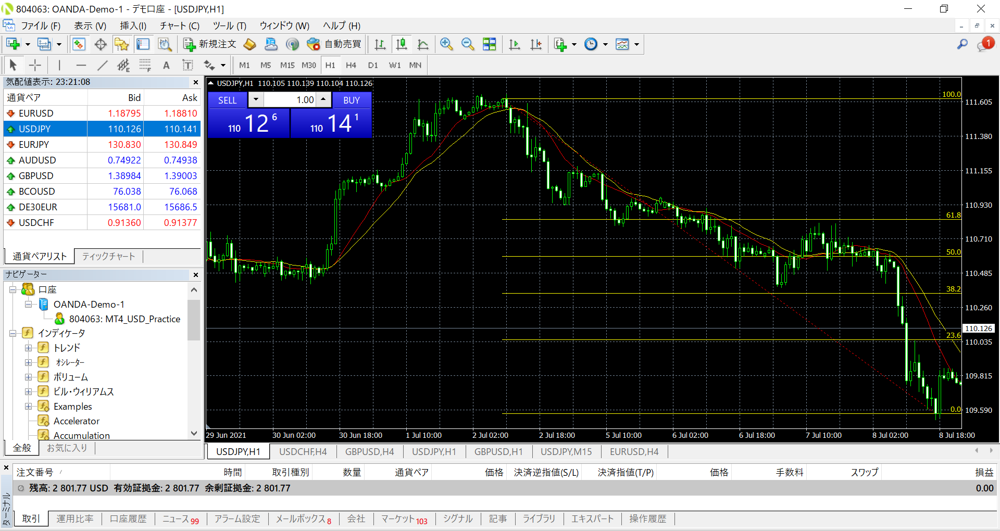 804063: OANDA-Demo-1 - デモ口座 - [USDJPY,H1]
ファイル (F) 表示 (V) 挿入(I) チャート (C) ツール (T) ウィンドウ (W) ヘルプ (H)
新規注文 自動売買 1
A T M1 M5 M15 M30 H1 H4 D1 W1 MN
気配値表示: 23:21:08
通貨ペア Bid Ask
EURUSD 1.18795 1.18810
USDJPY 110.126 110.141
EURJPY 130.830 130.849
AUDUSD 0.74922 0.74938
GBPUSD 1.38984 1.39003
BCOUSD 76.038 76.068
DE30EUR 15681.0 15686.5
USDCHF 0.91360 0.91377
通貨ペアリスト ティックチャート
ナビゲーター
口座
OANDA-Demo-1
804063: MT4_USD_Practice
インディケータ
トレンド
オシレーター
ボリューム
ビル・ウィリアムス
Examples
Accelerator
Accumulation
全般 お気に入り
USDJPY,H1 110.105 110.139 110.104 110.126
SELL 1.00 BUY
110 12 6 110 14 1
100.0
61.8
50.0
38.2
23.6
0.0
111.605
111.380
111.155
110.930
110.710
110.485
110.260
110.126
110.035
109.815
109.590
29 Jun 2021 30 Jun 02:00 30 Jun 18:00 1 Jul 10:00 2 Jul 02:00 2 Jul 18:00 5 Jul 10:00 6 Jul 02:00 6 Jul 18:00 7 Jul 10:00 8 Jul 02:00 8 Jul 18:00
USDJPY,H1 USDCHF,H4 GBPUSD,H4 USDJPY,H1 GBPUSD,H1 USDJPY,M15 EURUSD,H4
注文番号 時間 取引種別 数量 通貨ペア 価格 決済逆指値(S/L) 決済指値(T/P) 価格 手数料 スワップ 損益
残高: 2 801.77 USD 有効証拠金: 2 801.77 余剰証拠金: 2 801.77 0.00
ターミナル
取引 運用比率 口座履歴 ニュース 99 アラーム設定 メールボックス 8 会社 マーケット 103 シグナル 記事 ライブラリ エキスパート 操作履歴